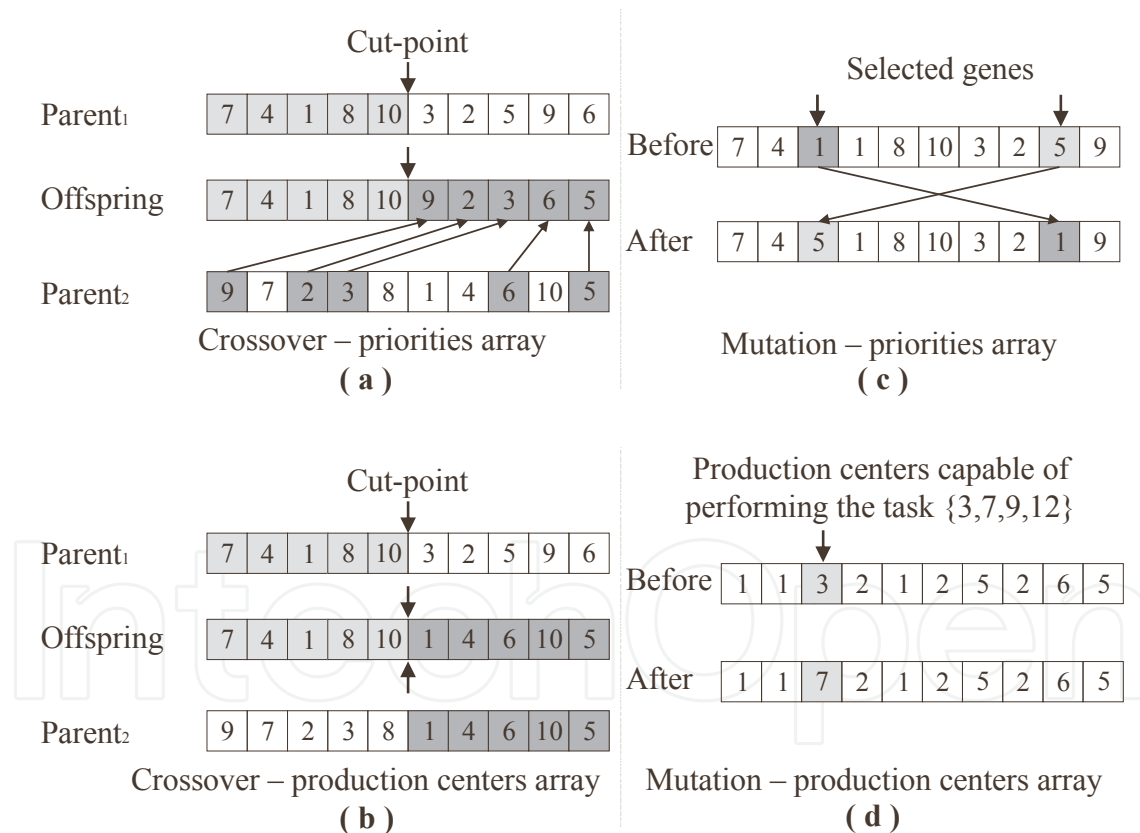 Cut-point
Parent1 7 4 1 8 10 3 2 5 9 6
Offspring 7 4 1 8 10 9 2 3 6 5
Parent2 9 7 2 3 8 1 4 6 10 5
Crossover – priorities array
( a )
Selected genes
Before 7 4 1 1 8 10 3 2 5 9
After 7 4 5 1 8 10 3 2 1 9
Mutation – priorities array
( c )
Cut-point
Parent1 7 4 1 8 10 3 2 5 9 6
Offspring 7 4 1 8 10 1 4 6 10 5
Parent2 9 7 2 3 8 1 4 6 10 5
Crossover – production centers array
( b )
Production centers capable of
performing the task {3,7,9,12}
Before 1 1 3 2 1 2 5 2 6 5
After 1 1 7 2 1 2 5 2 6 5
Mutation – production centers array
( d )
IntechOpen